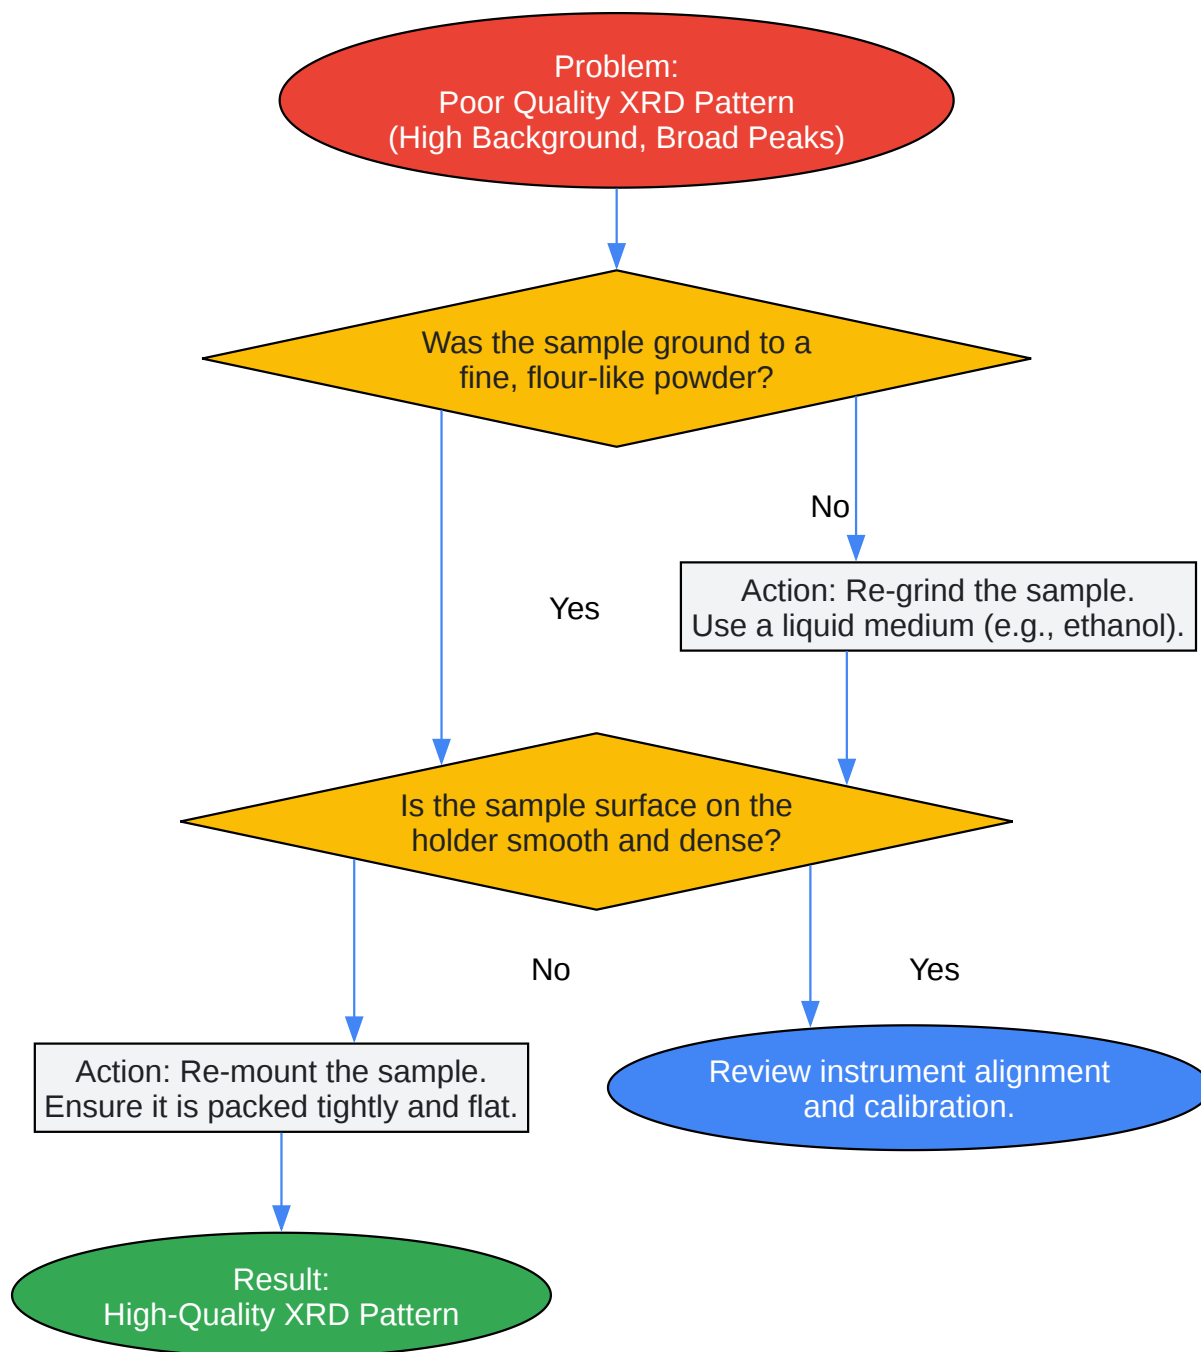 Problem:
Poor Quality XRD Pattern
(High Background, Broad Peaks)
Was the sample ground to a
fine, flour-like powder?
No
Action: Re-grind the sample.
Use a liquid medium (e.g., ethanol).
Yes
Is the sample surface on the
holder smooth and dense?
No
Yes
Action: Re-mount the sample.
Ensure it is packed tightly and flat.
Review instrument alignment
and calibration.
Result:
High-Quality XRD Pattern